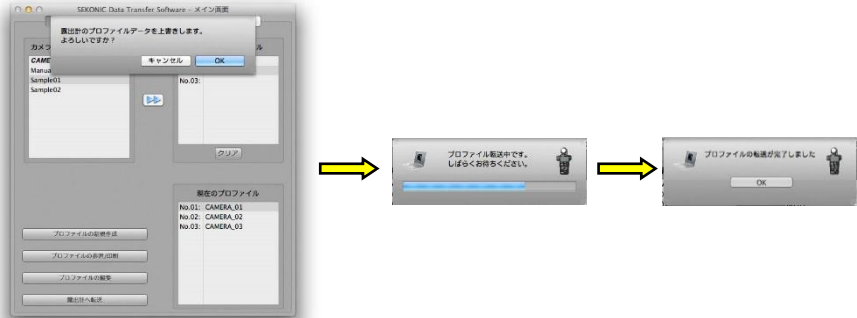 SEKONIC Data Transfer Software – メイン画面
露出計のプロファイルデータを上書きします。
よろしいですか？
キャンセル
OK
カメラ
ル
CAME
Manua
Sample01
Sample02
No.03:
クリア
現在のプロファイル
No.01: CAMERA_01
No.02: CAMERA_02
No.03: CAMERA_03
プロファイルの新規作成
プロファイルの表示/印刷
プロファイルの編集
露出計へ転送
プロファイル転送中です。
しばらくお待ちください。
プロファイルの転送が完了しました
OK